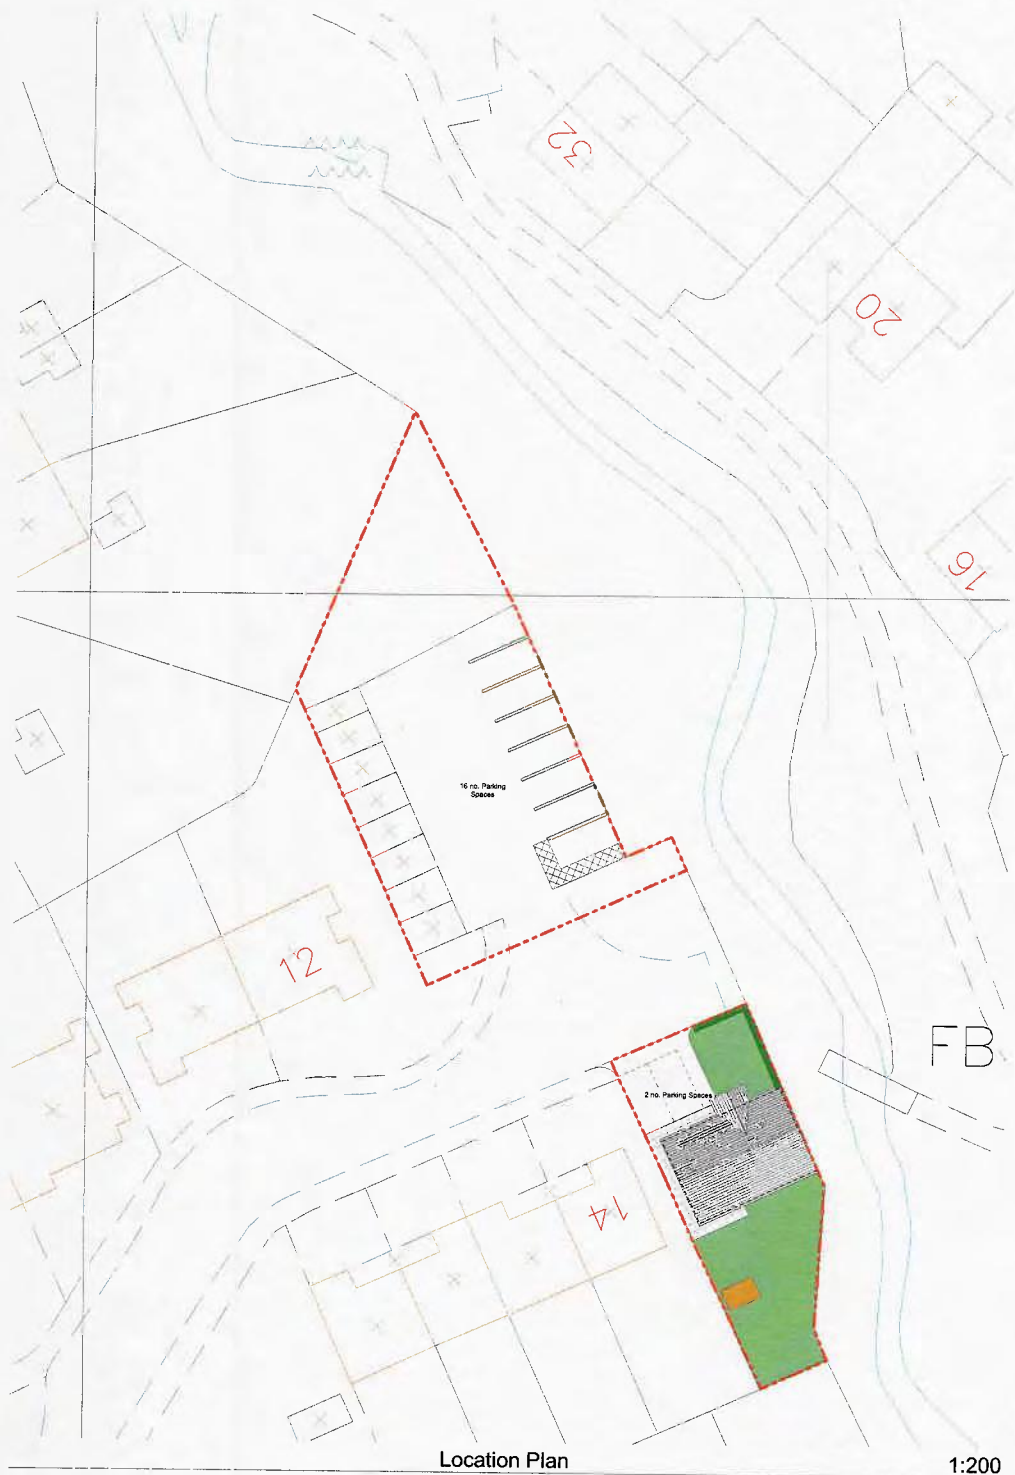 32
20
16
16 no. Parking
Spaces
12
FB
2 no. Parking Spaces
14
Location Plan
1:200